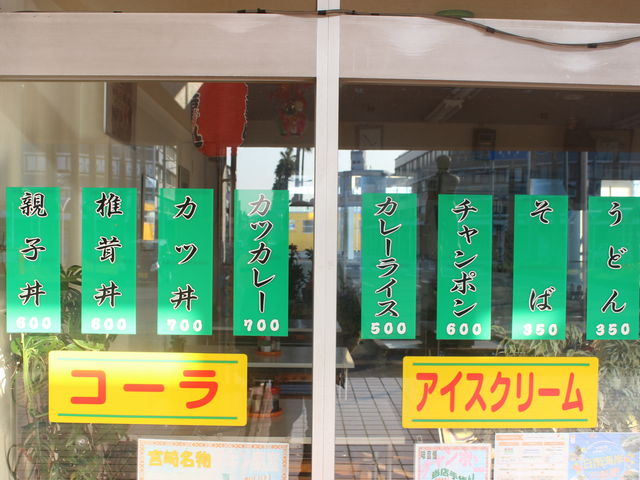 親子丼
600
椎茸丼
600
カツ丼
700
カツカレー
700
カレーライス
500
チャンポン
600
そば
350
うどん
350
コーラ
アイスクリーム
宮崎名物